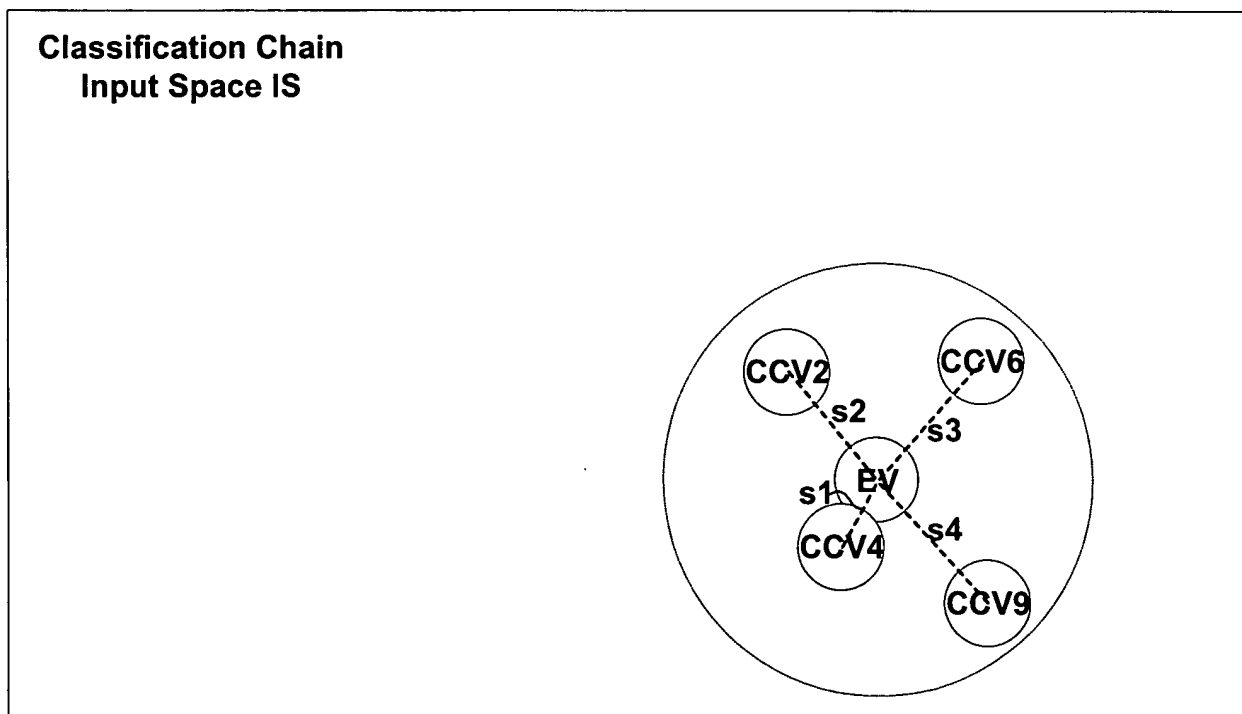 Classification Chain
Input Space IS
CCV2
CCV6
s2
s3
EV
s1
s4
CCV4
CCV9